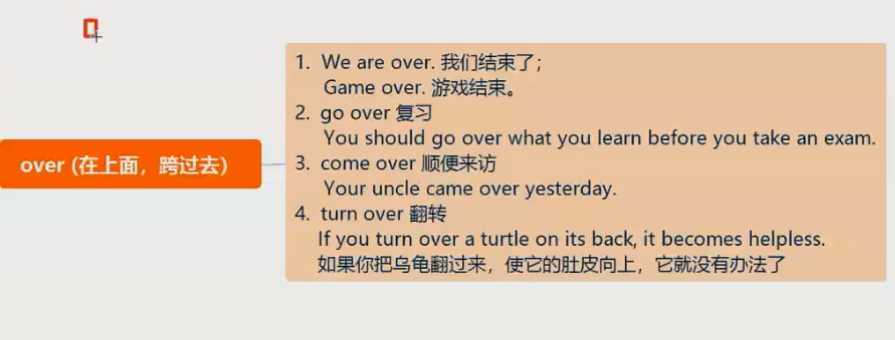 over (在上面，跨过去)
1. We are over. 我们结束了；
Game over. 游戏结束。
2. go over 复习
You should go over what you learn before you take an exam.
3. come over 顺便来访
Your uncle came over yesterday.
4. turn over 翻转
If you turn over a turtle on its back, it becomes helpless.
如果你把乌龟翻过来，使它的肚皮向上，它就没有办法了